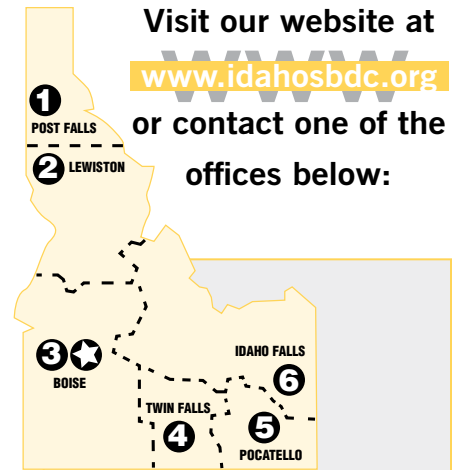 Visit our website at
WWW
www.idahosbdc.org
or contact one of the
offices below:
1
POST FALLS
2 LEWISTON
3
BOISE
IDAHO FALLS
6
TWIN FALLS
4
5
POCATELLO